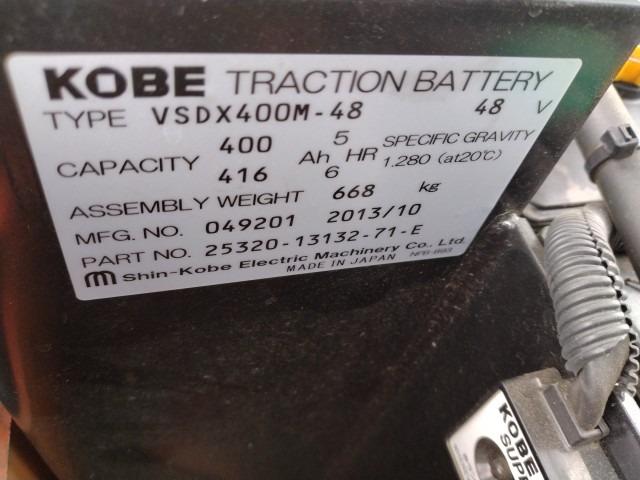 KOBE TRACTION BATTERY
TYPE VSDX400M-48 48 V
CAPACITY 400 Ah 5 HR SPECIFIC GRAVITY
416 6 1.280 (at20℃)
ASSEMBLY WEIGHT 668 kg
MFG. NO. 049201 2013/10
PART NO. 25320-13132-71-E
Shin-Kobe Electric Machinery Co., Ltd.
MADE IN JAPAN
KOBE